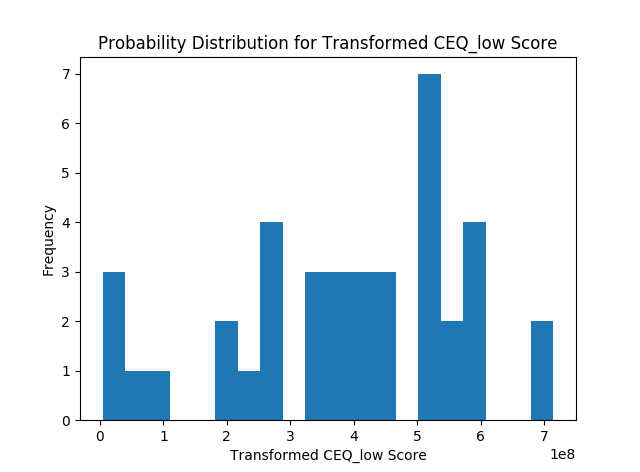 Probability Distribution for Transformed CEQ_low Score
7
6
5
4
3
2
1
0
Frequency
0 1 2 3 4 5 6 7
1e8
Transformed CEQ_low Score